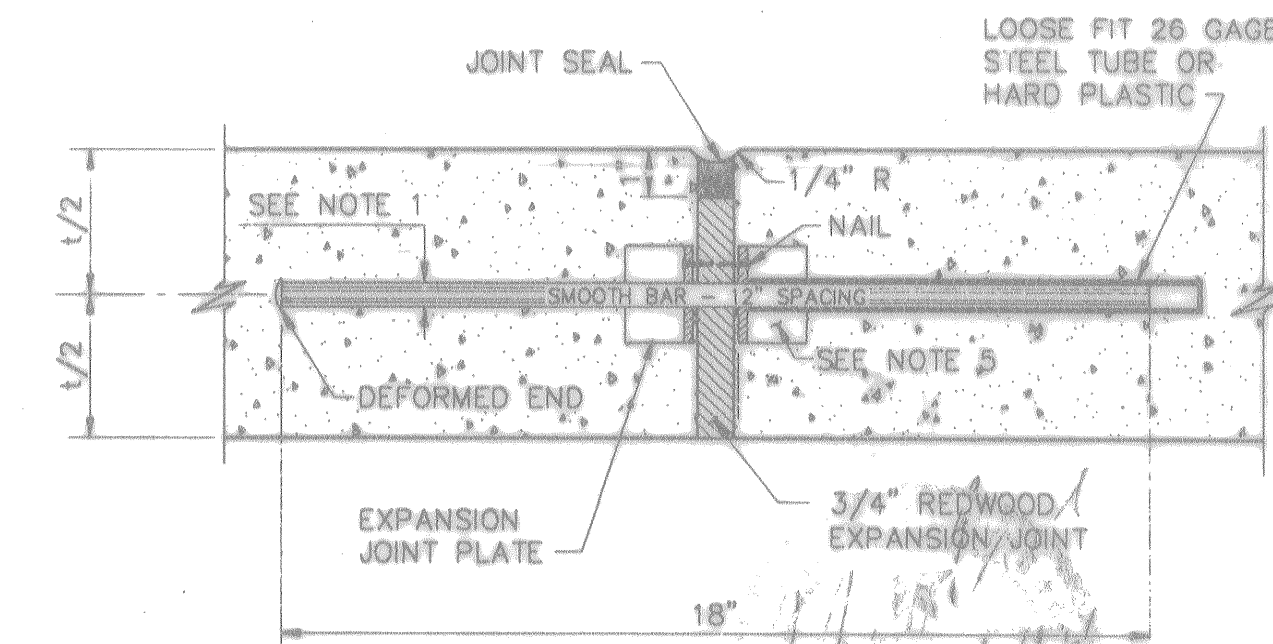 LOOSE FIT 26 GAGE
STEEL TUBE OR
HARD PLASTIC
JOINT SEAL
1/4" R
1"
t/2
SEE NOTE 1
NAIL
SMOOTH BAR – 12" SPACING
t/2
SEE NOTE 5
DEFORMED END
3/4" REDWOOD
EXPANSION JOINT
EXPANSION
JOINT PLATE
18"